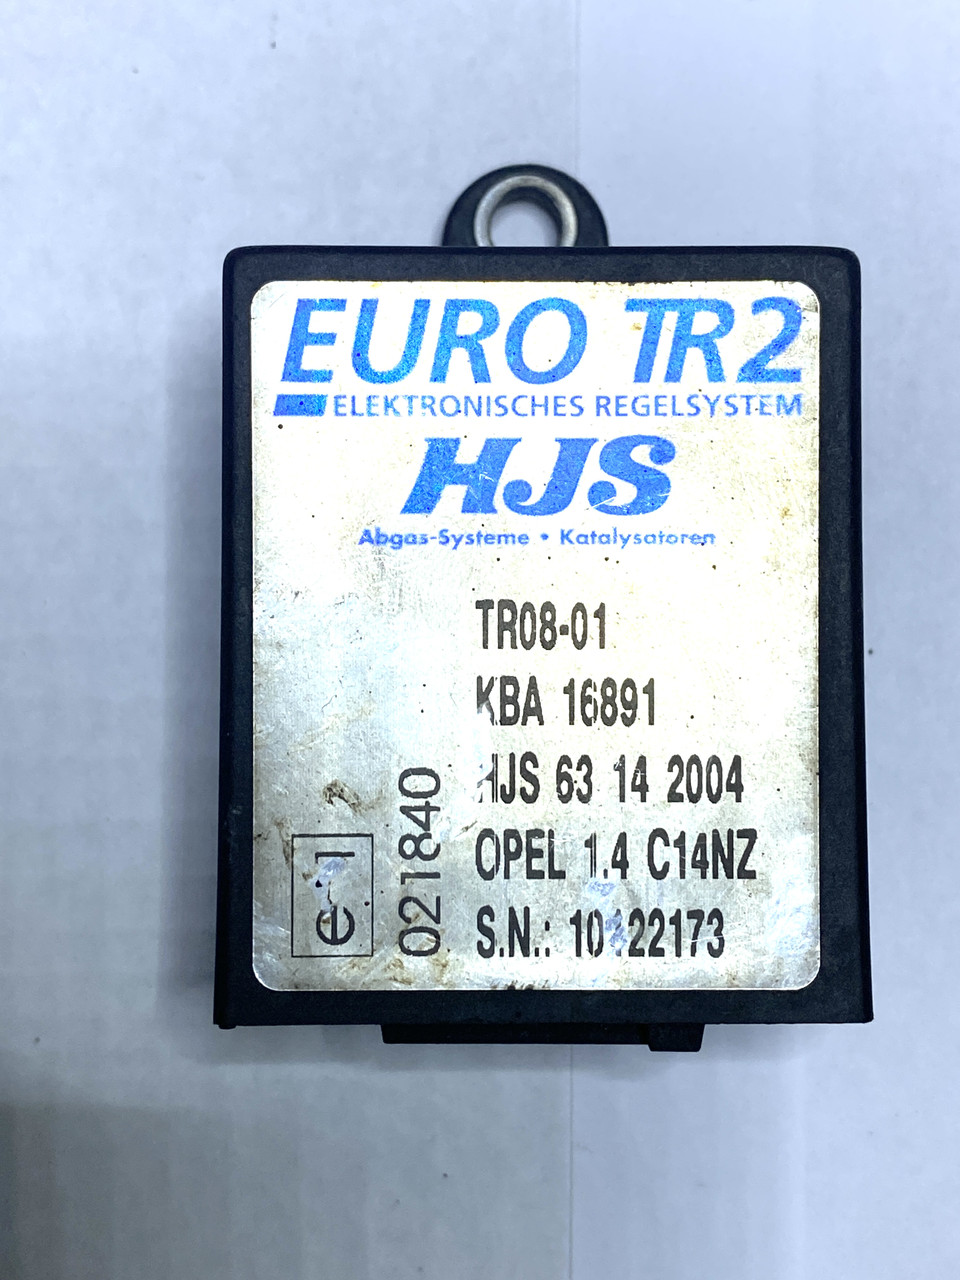 EURO TR2
ELEKTRONISCHES REGELSYSTEM
HJS
Abgas-Systeme • Katalysatoren
TR08-01
KBA 16891
HJS 63 14 2004
OPEL 1.4 C14NZ
S.N.:
e 1
021840